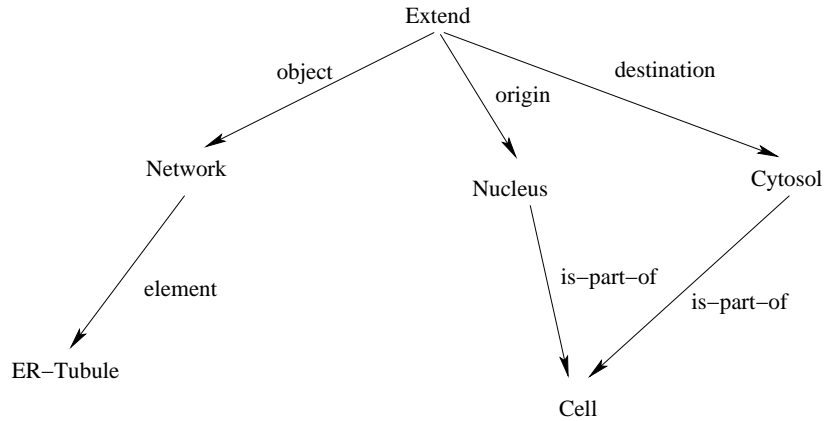 Extend
object
origin
destination
Network
Nucleus
Cytosol
element
is−part−of
is−part−of
ER−Tubule
Cell